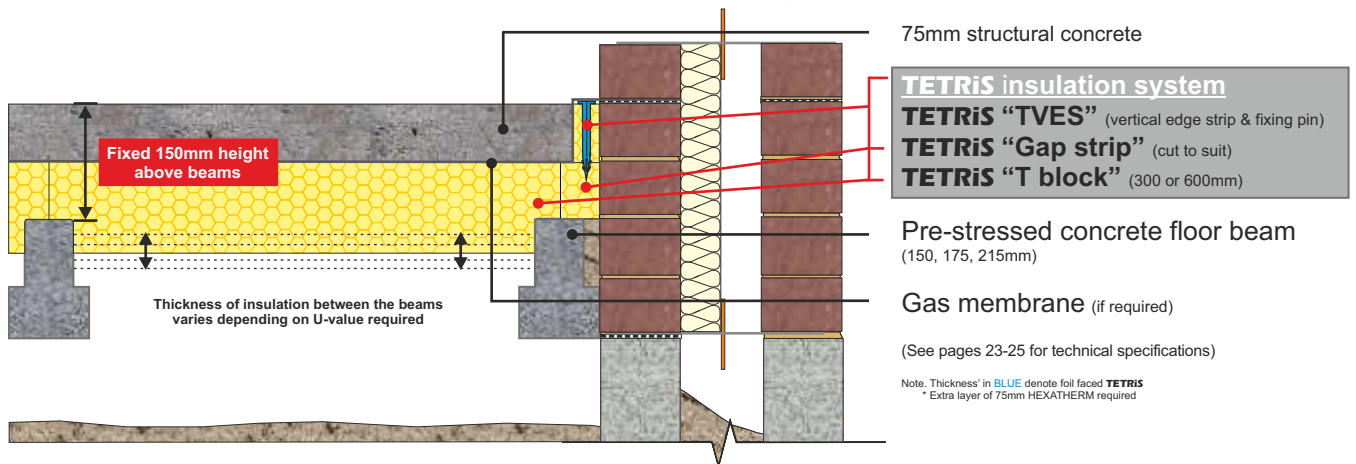 75mm structural concrete
TETRiS insulation system
TETRiS “TVES” (vertical edge strip & fixing pin)
TETRiS “Gap strip” (cut to suit)
TETRiS “T block” (300 or 600mm)
Fixed 150mm height
above beams
Pre-stressed concrete floor beam
(150, 175, 215mm)
Thickness of insulation between the beams
varies depending on U-value required
Gas membrane (if required)
(See pages 23-25 for technical specifications)
Note. Thickness’ in BLUE denote foil faced TETRiS
* Extra layer of 75mm HEXATHERM required